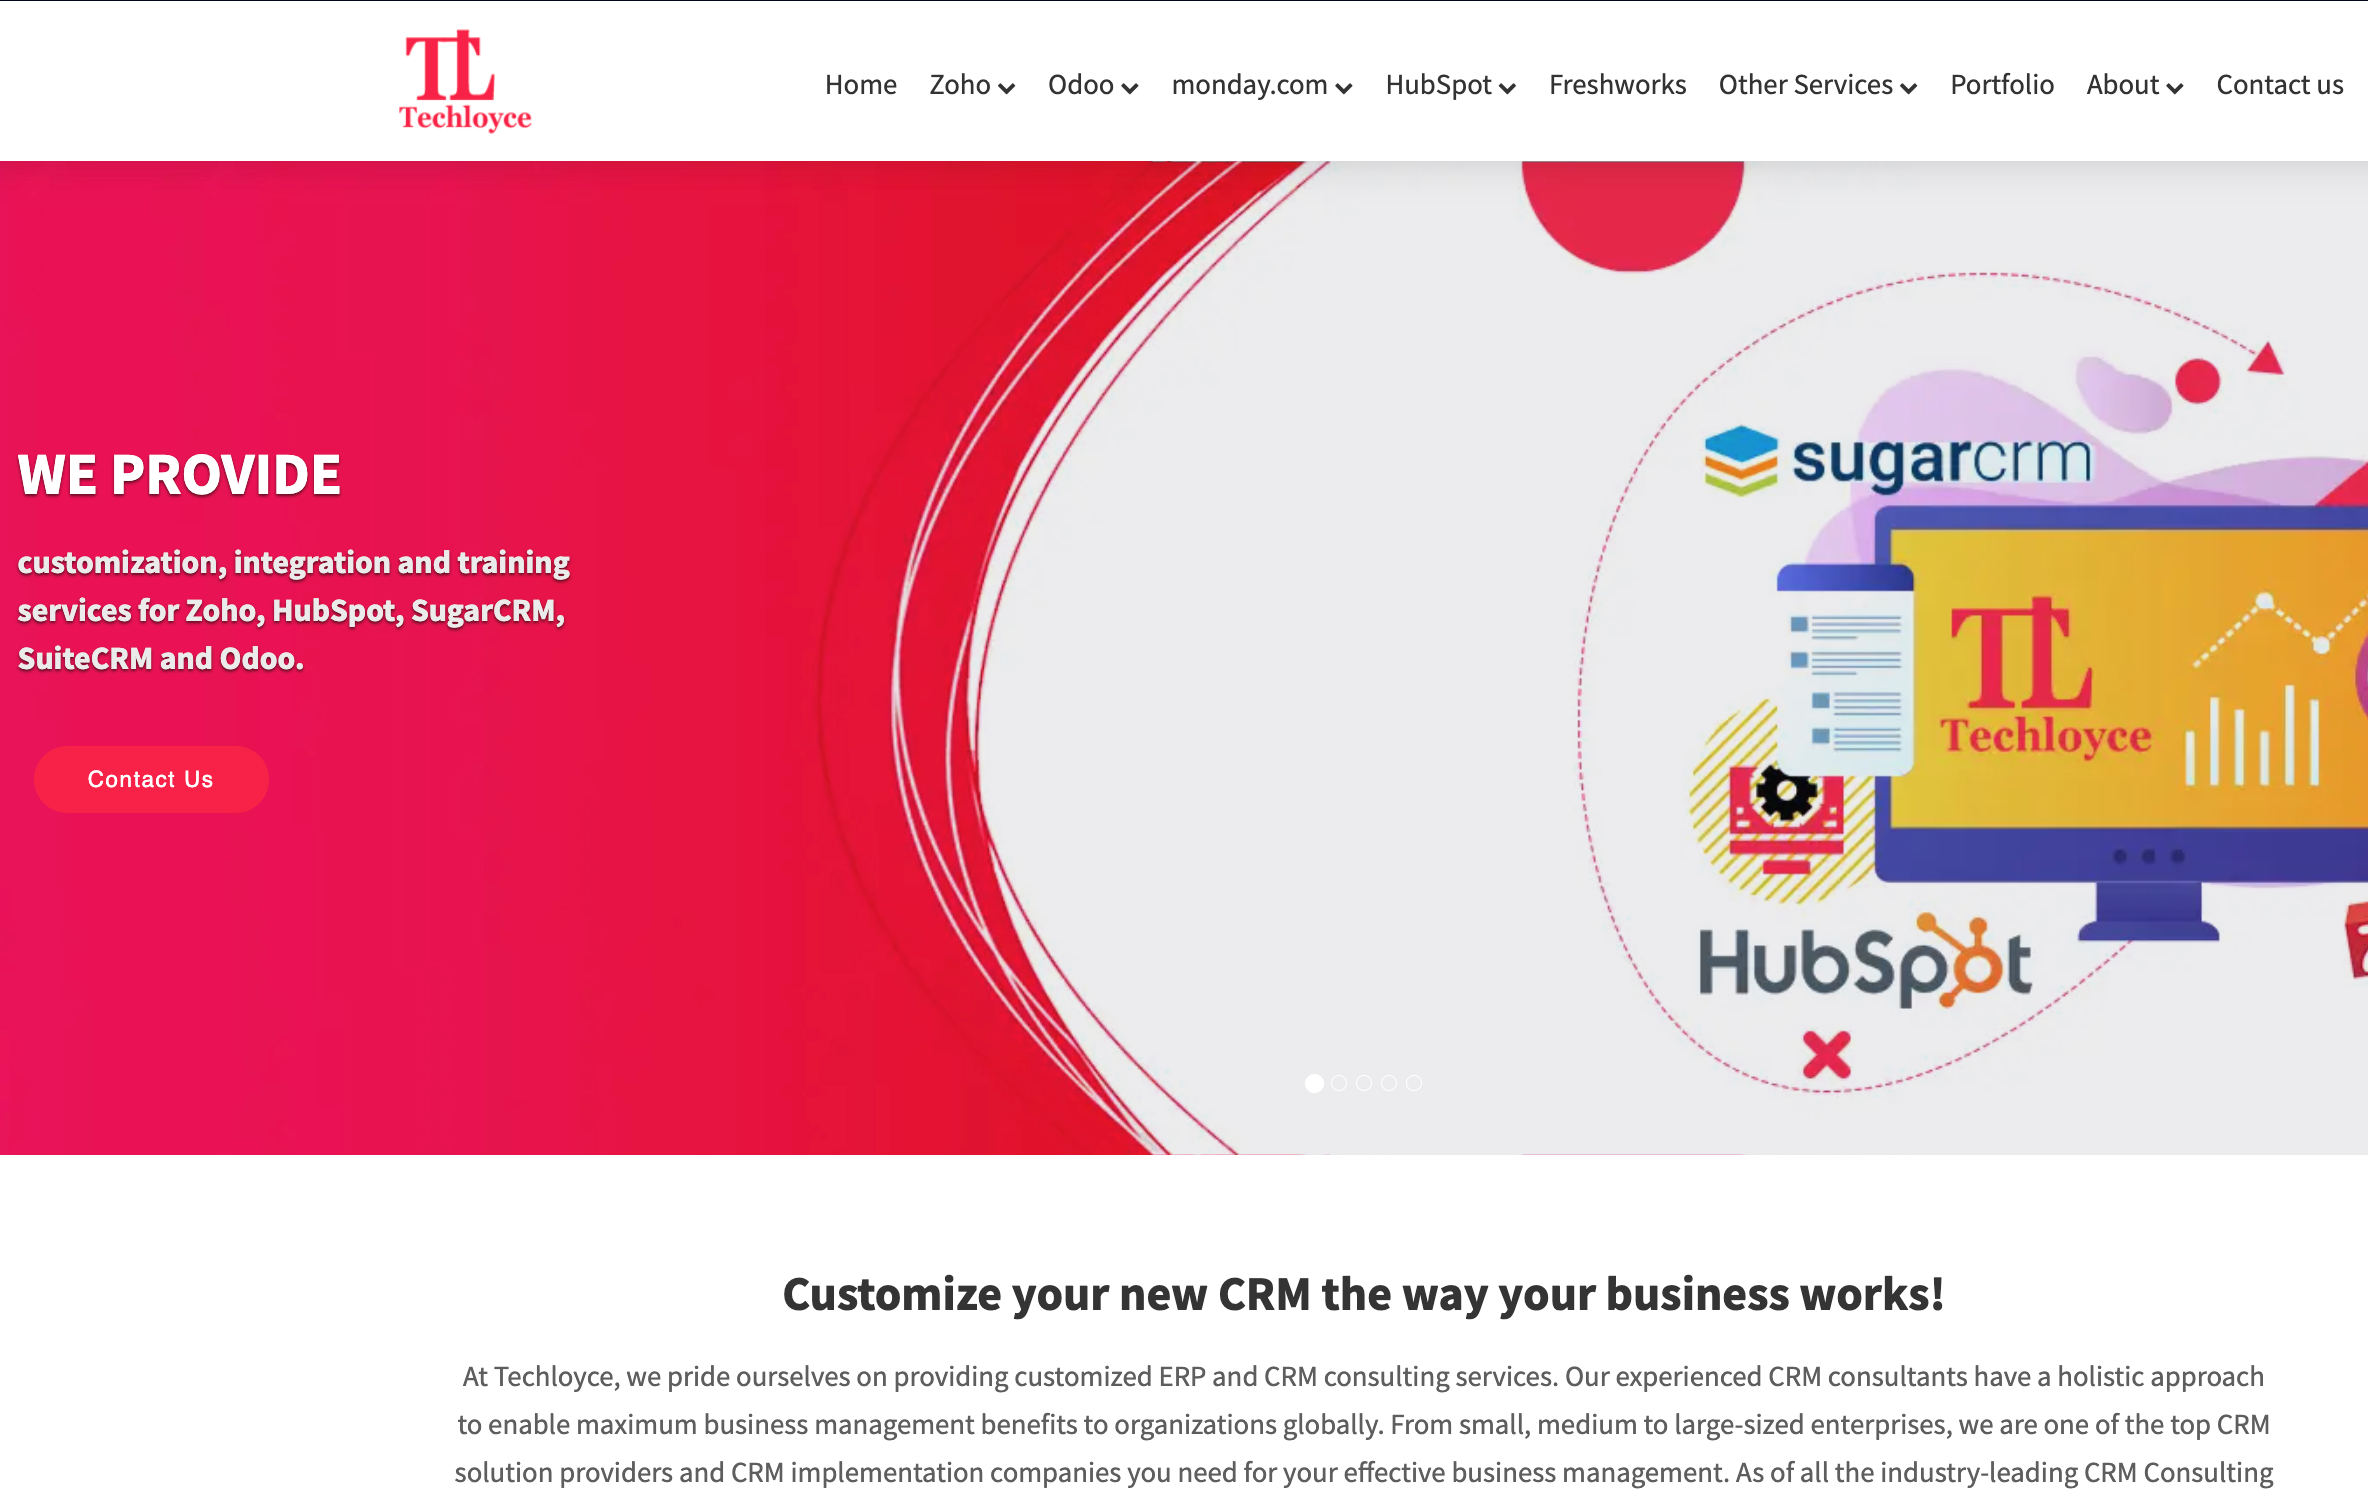 TL
Techloyce
Home Zoho Odoo monday.com HubSpot Freshworks Other Services Portfolio About Contact us
WE PROVIDE
customization, integration and training
services for Zoho, HubSpot, SugarCRM,
SuiteCRM and Odoo.
Contact Us
sugarcrm
TL
Techloyce
HubSpot
Customize your new CRM the way your business works!
At Techloyce, we pride ourselves on providing customized ERP and CRM consulting services. Our experienced CRM consultants have a holistic approach
to enable maximum business management benefits to organizations globally. From small, medium to large-sized enterprises, we are one of the top CRM
solution providers and CRM implementation companies you need for your effective business management. As of all the industry-leading CRM Consulting